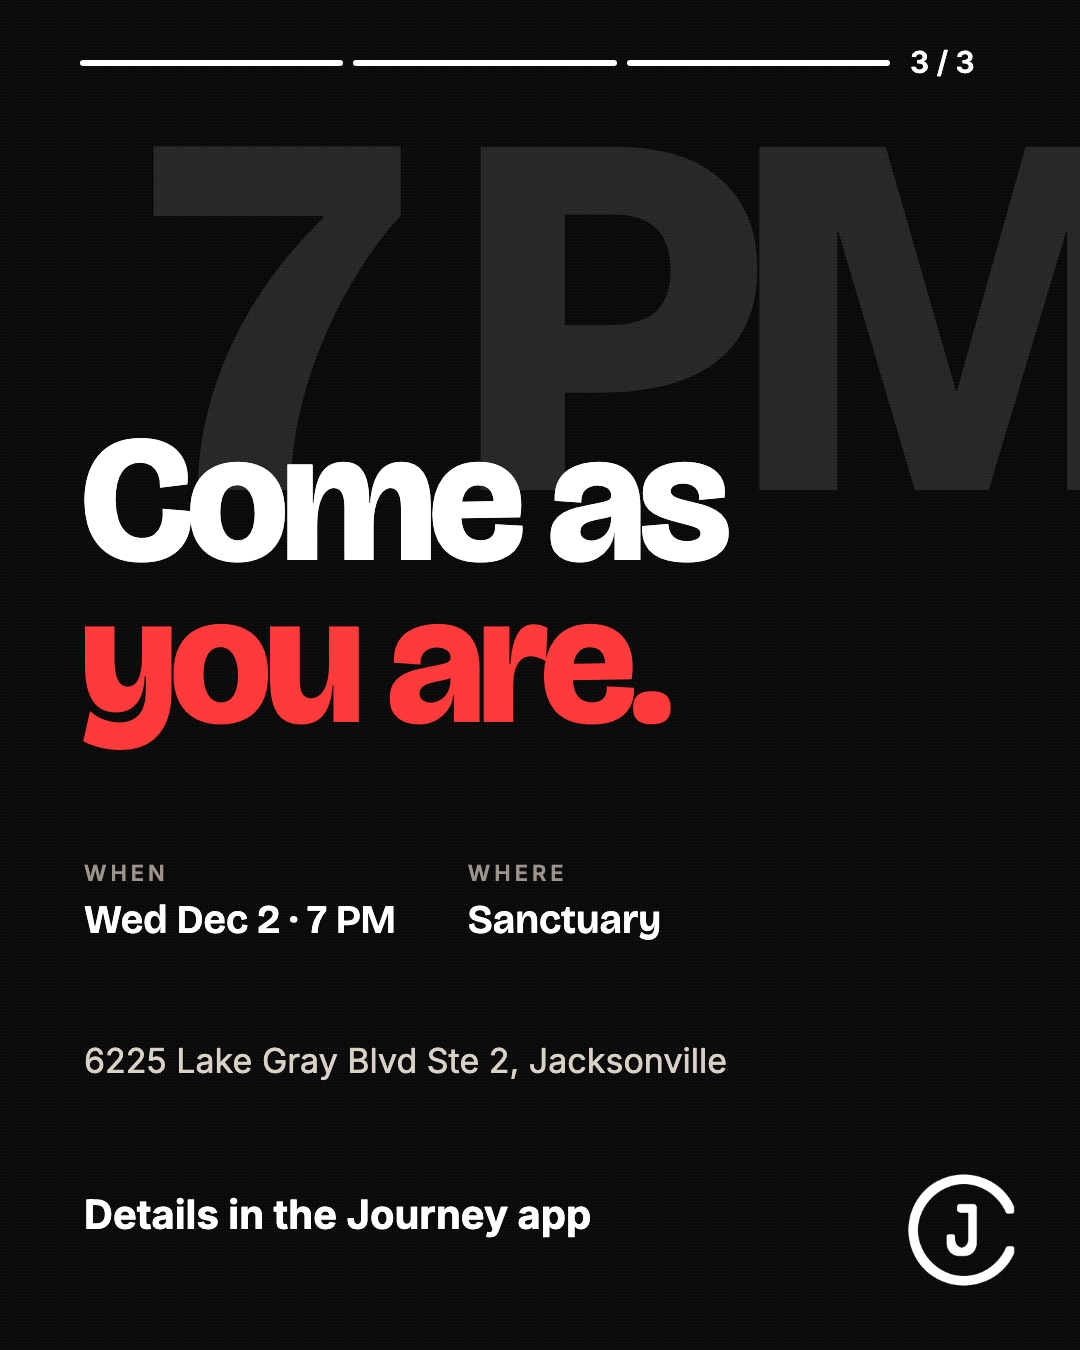 3 / 3
7 PM
Come as
you are.
WHEN
Wed Dec 2 · 7 PM
WHERE
Sanctuary
6225 Lake Gray Blvd Ste 2, Jacksonville
Details in the Journey app
J